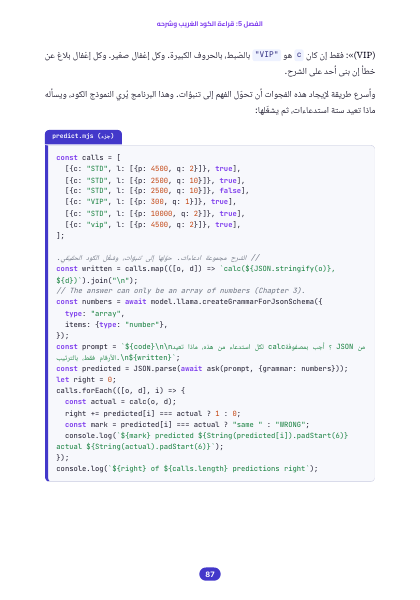 الفصل 5: قراءة الكود الغريب وشرحه
(VIP)»: فقط إن كان c هو "VIP" بالضبط، بالحروف الكبيرة. وكل إغفال صغير. وكل إغفال بلاغ عن
خطأ إن بنى أحد على الشرح.
وأسرع طريقة لإيجاد هذه الفجوات أن تحوّل الفهم إلى تنبؤات. وهذا البرنامج يُري النموذج الكود، ويسأله
ماذا تعيد ستة استدعاءات، ثم يشغّلها:
predict.mjs (جزء)
const calls = [
  [{c: "STD", l: [{p: 4500, q: 2}]}, true],
  [{c: "STD", l: [{p: 2500, q: 10}]}, true],
  [{c: "STD", l: [{p: 2500, q: 10}]}, false],
  [{c: "VIP", l: [{p: 300, q: 1}]}, true],
  [{c: "STD", l: [{p: 10000, q: 2}]}, true],
  [{c: "vip", l: [{p: 4500, q: 2}]}, true],
];
// الشرح مجموعة ادعاءات. حوّلها إلى تنبؤات، وشغّل الكود الحقيقي.
const written = calls.map(([o, d]) => `calc(${JSON.stringify(o)},
${d})`).join("\n");
// The answer can only be an array of numbers (Chapter 3).
const numbers = await model.llama.createGrammarForJsonSchema({
  type: "array",
  items: {type: "number"},
});
const prompt = `${code}\n\nماذا تعيد calc لكل استدعاء من هذه؟ أجب بمصفوفة JSON من
الأرقام فقط، بالترتيب.\n${written}`;
const predicted = JSON.parse(await ask(prompt, {grammar: numbers}));
let right = 0;
calls.forEach(([o, d], i) => {
  const actual = calc(o, d);
  right += predicted[i] === actual ? 1 : 0;
  const mark = predicted[i] === actual ? "same " : "WRONG";
  console.log(`${mark} predicted ${String(predicted[i]).padStart(6)}
actual ${String(actual).padStart(6)}`);
});
console.log(`${right} of ${calls.length} predictions right`);
87